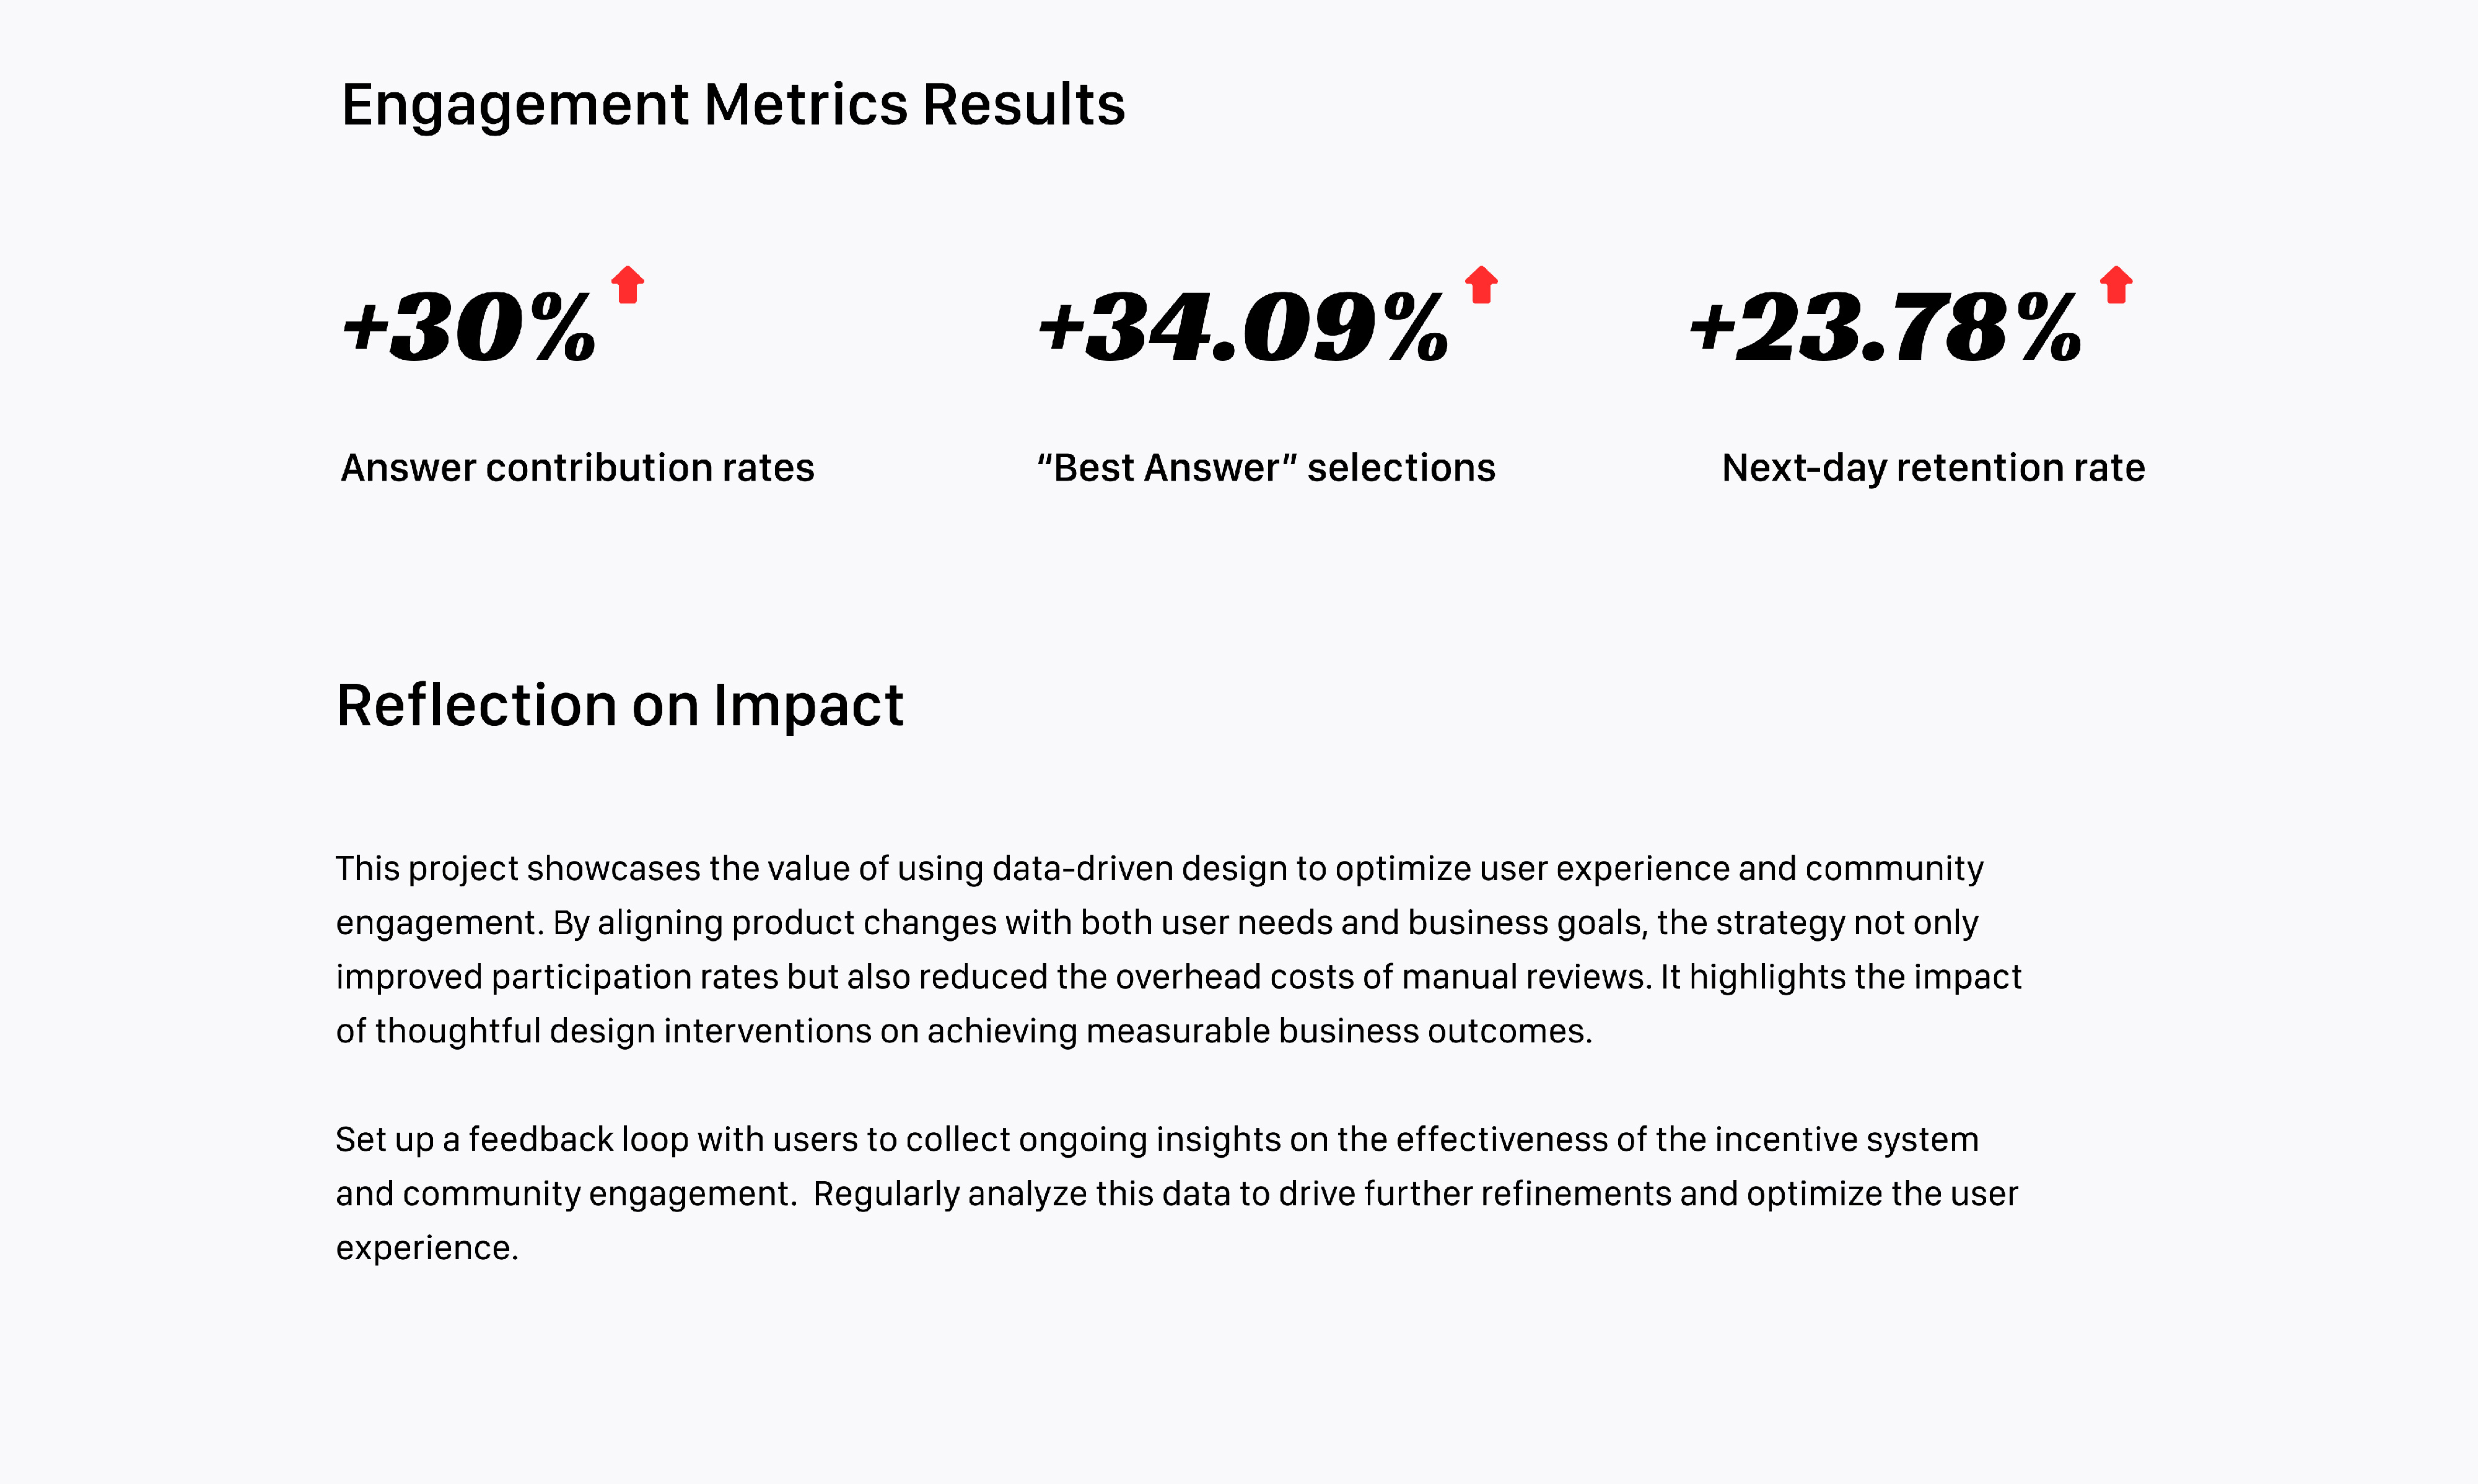 Engagement Metrics Results
+30%
+34.09%
+23.78%
Answer contribution rates
“Best Answer” selections
Next-day retention rate
Reflection on Impact
This project showcases the value of using data-driven design to optimize user experience and community
engagement. By aligning product changes with both user needs and business goals, the strategy not only
improved participation rates but also reduced the overhead costs of manual reviews. It highlights the impact
of thoughtful design interventions on achieving measurable business outcomes.
Set up a feedback loop with users to collect ongoing insights on the effectiveness of the incentive system
and community engagement.  Regularly analyze this data to drive further refinements and optimize the user
experience.